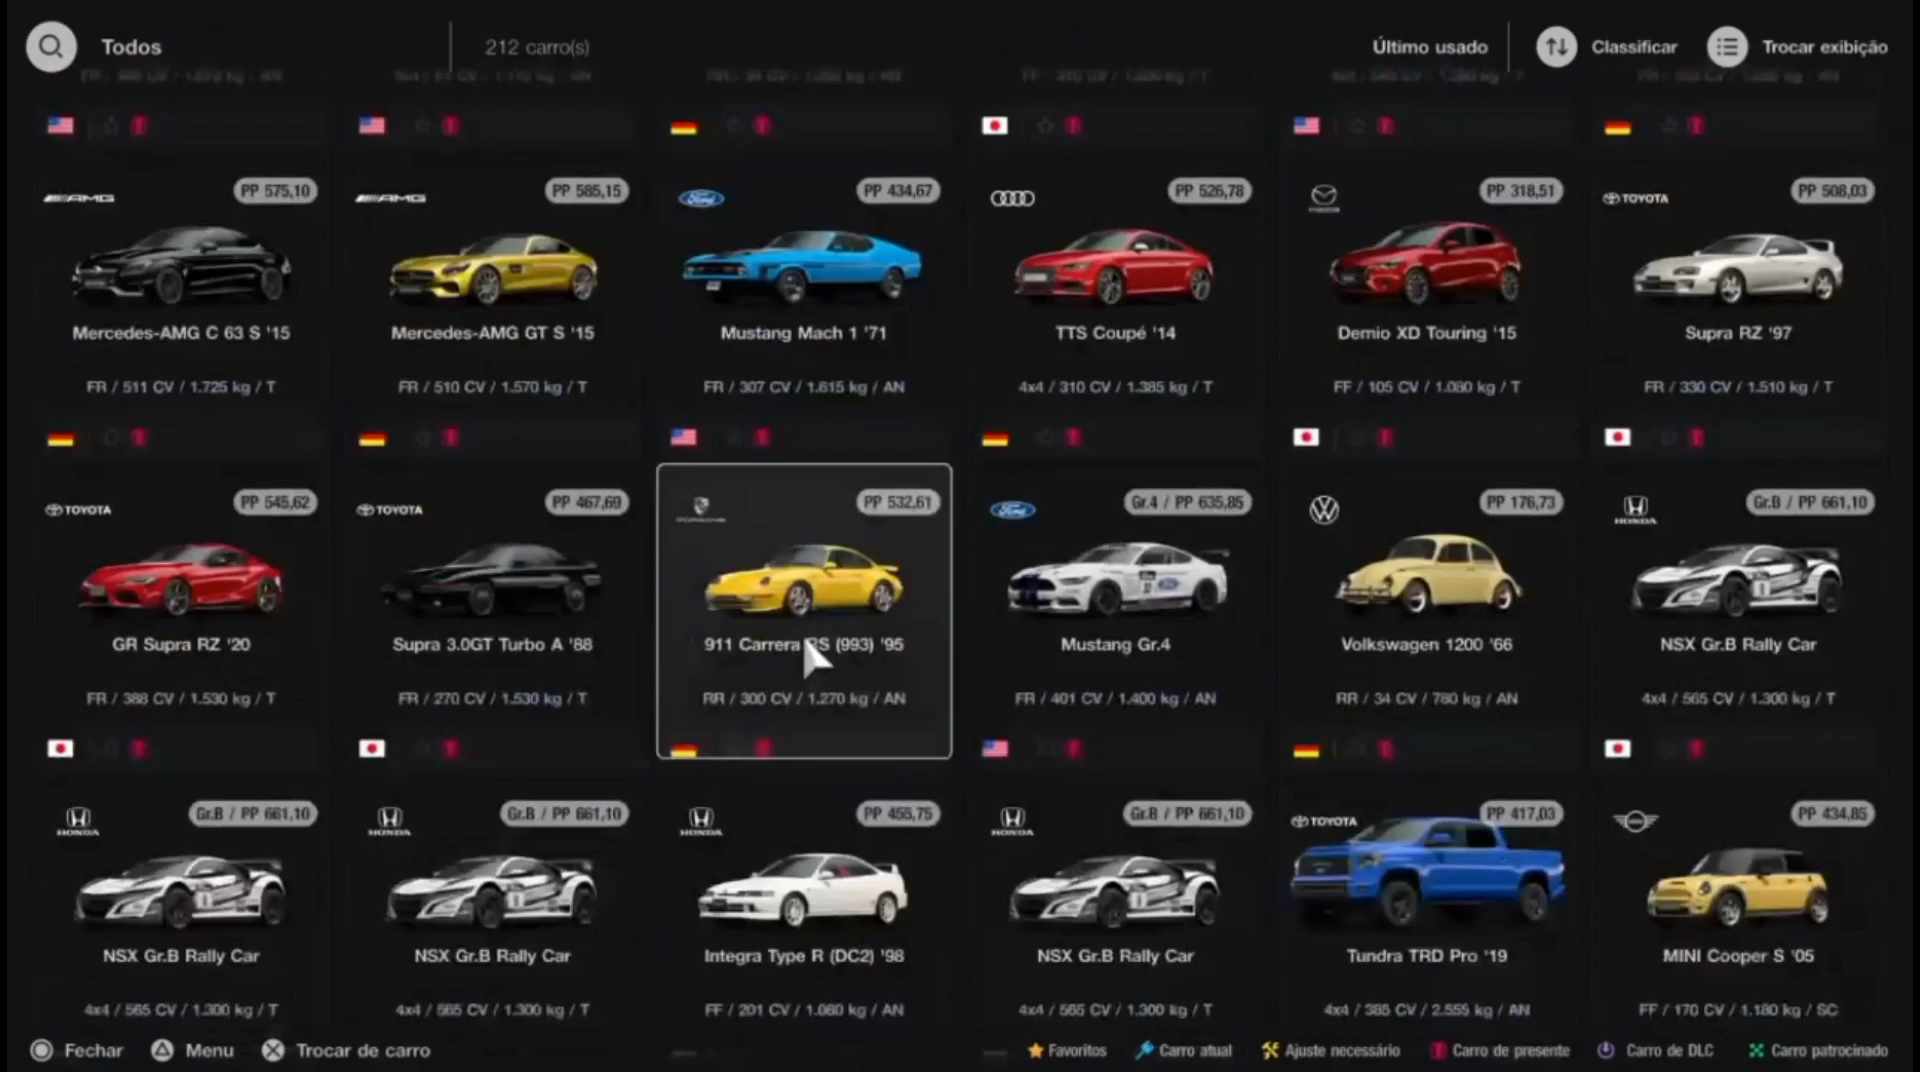 Todos
212 carro(s)
Último usado
Classificar
Trocar exibição
AMG PP 575,10
AMG PP 585,15
Ford PP 434,67
PP 526,78
PP 318,51
TOYOTA PP 508,03
Mercedes-AMG C 63 S '15
Mercedes-AMG GT S '15
Mustang Mach 1 '71
TTS Coupé '14
Demio XD Touring '15
Supra RZ '97
FR / 511 CV / 1.725 kg / T
FR / 510 CV / 1.570 kg / T
FR / 307 CV / 1.615 kg / AN
4x4 / 310 CV / 1.385 kg / T
FF / 105 CV / 1.080 kg / T
FR / 330 CV / 1.510 kg / T
TOYOTA PP 545,62
TOYOTA PP 467,69
PORSCHE PP 532,61
Ford Gr.4 / PP 635,85
PP 176,73
HONDA Gr.B / PP 661,10
GR Supra RZ '20
Supra 3.0GT Turbo A '88
911 Carrera RS (993) '95
Mustang Gr.4
Volkswagen 1200 '66
NSX Gr.B Rally Car
FR / 388 CV / 1.530 kg / T
FR / 270 CV / 1.530 kg / T
RR / 300 CV / 1.270 kg / AN
FR / 401 CV / 1.400 kg / AN
RR / 34 CV / 780 kg / AN
4x4 / 565 CV / 1.300 kg / T
HONDA Gr.B / PP 661,10
HONDA Gr.B / PP 661,10
HONDA PP 455,75
HONDA Gr.B / PP 661,10
TOYOTA PP 417,03
PP 434,85
NSX Gr.B Rally Car
NSX Gr.B Rally Car
Integra Type R (DC2) '98
NSX Gr.B Rally Car
Tundra TRD Pro '19
MINI Cooper S '05
4x4 / 565 CV / 1.300 kg / T
4x4 / 565 CV / 1.300 kg / T
FF / 201 CV / 1.080 kg / AN
4x4 / 565 CV / 1.300 kg / T
4x4 / 385 CV / 2.555 kg / AN
FF / 170 CV / 1.180 kg / SC
Fechar
Menu
Trocar de carro
Favoritos
Carro atual
Ajuste necessário
Carro de presente
Carro de DLC
Carro patrocinado